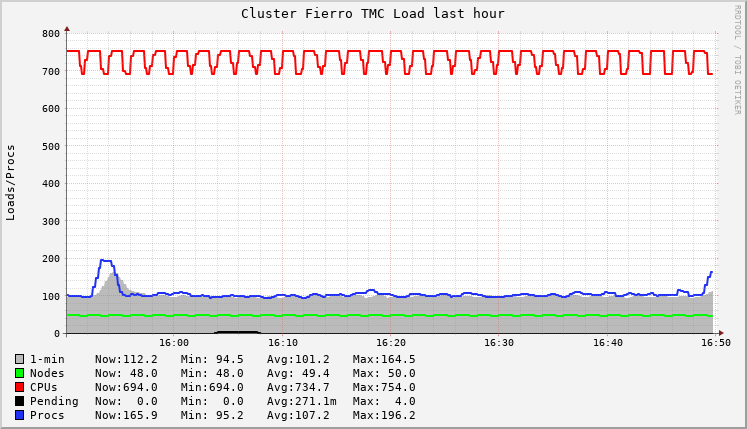 Cluster Fierro TMC Load last hour
RRDTOOL / TOBI OETIKER
Loads/Procs
800
700
600
500
400
300
200
100
0
16:00 16:10 16:20 16:30 16:40 16:50
1-min Now:112.2 Min: 94.5 Avg:101.2 Max:164.5
Nodes Now: 48.0 Min: 48.0 Avg: 49.4 Max: 50.0
CPUs Now:694.0 Min:694.0 Avg:734.7 Max:754.0
Pending Now: 0.0 Min: 0.0 Avg:271.1m Max: 4.0
Procs Now:165.9 Min: 95.2 Avg:107.2 Max:196.2